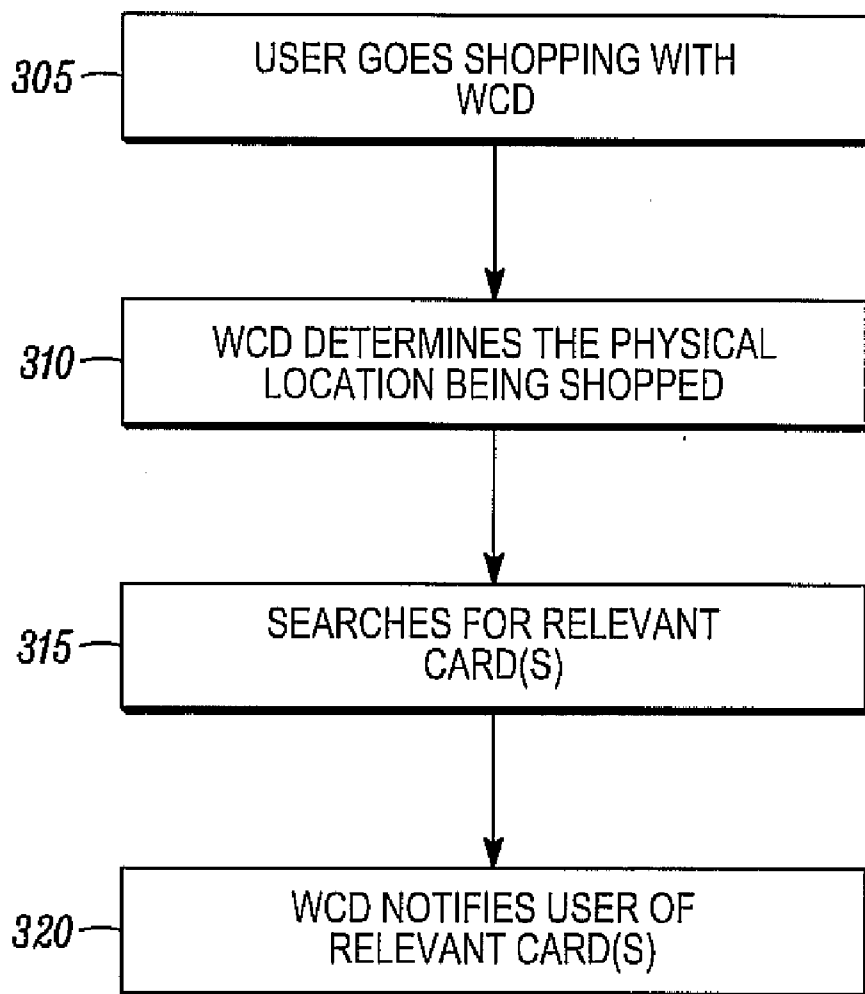 305
USER GOES SHOPPING WITH
WCD
310
WCD DETERMINES THE PHYSICAL
LOCATION BEING SHOPPED
315
SEARCHES FOR RELEVANT
CARD(S)
320
WCD NOTIFIES USER OF
RELEVANT CARD(S)